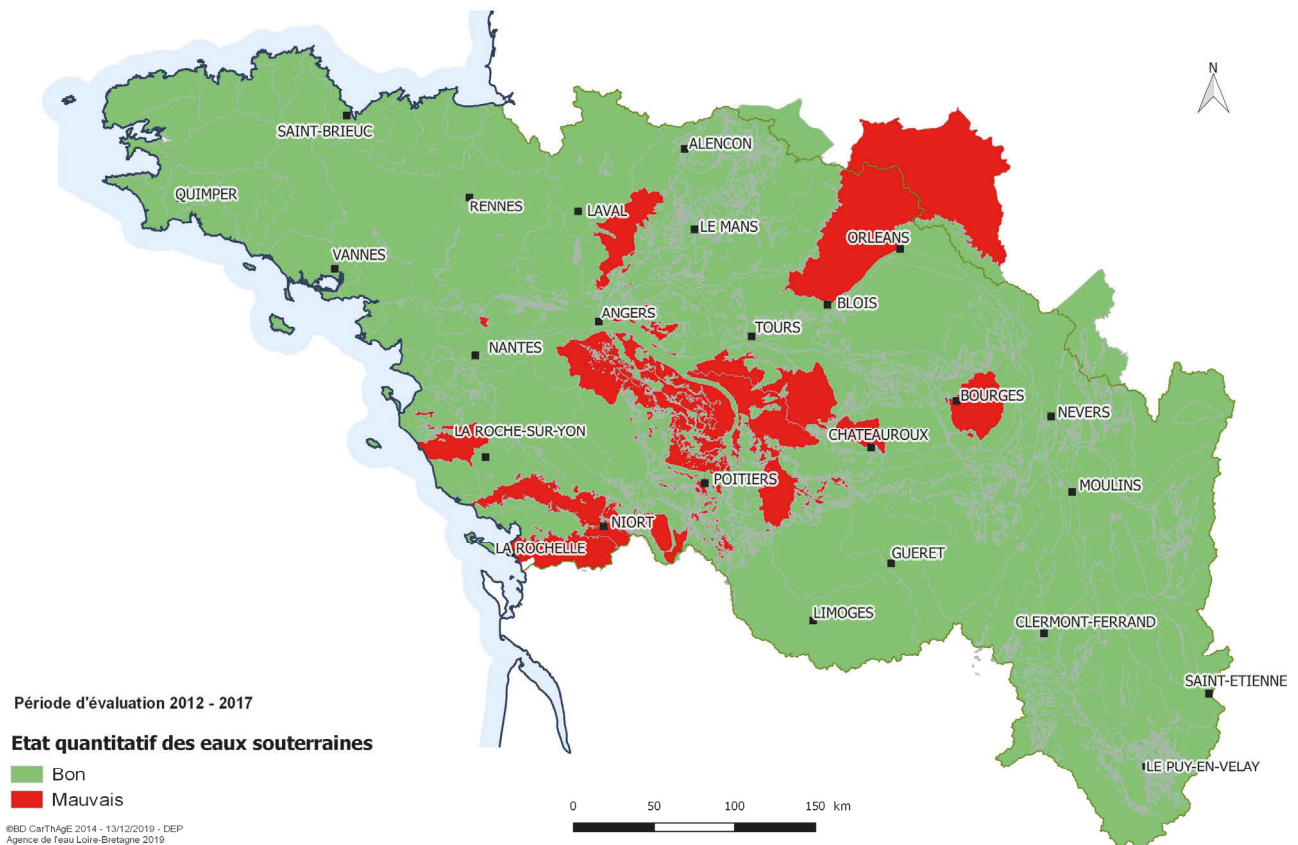 N
SAINT-BRIEUC
ALENCON
QUIMPER
RENNES
LAVAL
LE MANS
ORLEANS
VANNES
BLOIS
ANGERS
TOURS
NANTES
BOURGES
NEVERS
LA ROCHE-SUR-YON
CHATEAUROUX
POITIERS
MOULINS
NIORT
LA ROCHELLE
GUERET
LIMOGES
CLERMONT-FERRAND
SAINT-ETIENNE
LE PUY-EN-VELAY
Période d'évaluation 2012 - 2017
Etat quantitatif des eaux souterraines
Bon
Mauvais
0 50 100 150 km
©BD CarThAgE 2014 - 13/12/2019 - DEP
Agence de l'eau Loire-Bretagne 2019